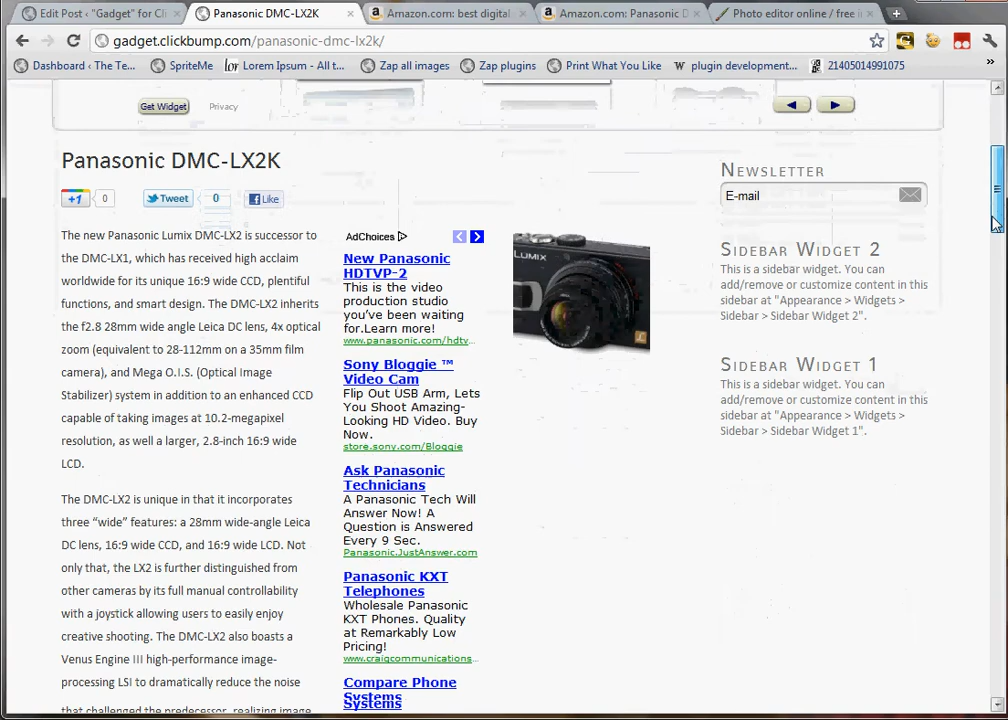 Edit Post ‹ "Gadget" for Cli
Panasonic DMC-LX2K
Amazon.com: best digital
Amazon.com: Panasonic D
Photo editor online / free i
gadget.clickbump.com/panasonic-dmc-lx2k/
Dashboard ‹ The Te...
SpriteMe
Lorem Ipsum - All t...
Zap all images
Zap plugins
Print What You Like
plugin development...
21405014991075
Get Widget
Privacy
Panasonic DMC-LX2K
+1 0 Tweet 0 Like
The new Panasonic Lumix DMC-LX2 is successor to
the DMC-LX1, which has received high acclaim
worldwide for its unique 16:9 wide CCD, plentiful
functions, and smart design. The DMC-LX2 inherits
the f2.8 28mm wide angle Leica DC lens, 4x optical
zoom (equivalent to 28-112mm on a 35mm film
camera), and Mega O.I.S. (Optical Image
Stabilizer) system in addition to an enhanced CCD
capable of taking images at 10.2-megapixel
resolution, as well a larger, 2.8-inch 16:9 wide
LCD.
The DMC-LX2 is unique in that it incorporates
three “wide” features: a 28mm wide-angle Leica
DC lens, 16:9 wide CCD, and 16:9 wide LCD. Not
only that, the LX2 is further distinguished from
other cameras by its full manual controllability
with a joystick allowing users to easily enjoy
creative shooting. The DMC-LX2 also boasts a
Venus Engine III high-performance image-
processing LSI to dramatically reduce the noise
that challenged the predecessor, realizing image
AdChoices
New Panasonic
HDTVP-2
This is the video
production studio
you've been waiting
for.Learn more!
www.panasonic.com/hdtv...
Sony Bloggie ™
Video Cam
Flip Out USB Arm, Lets
You Shoot Amazing-
Looking HD Video. Buy
Now.
store.sony.com/Bloggie
Ask Panasonic
Technicians
A Panasonic Tech Will
Answer Now! A
Question is Answered
Every 9 Sec.
Panasonic.JustAnswer.com
Panasonic KXT
Telephones
Wholesale Panasonic
KXT Phones. Quality
at Remarkably Low
Pricing!
www.craigcommunications...
Compare Phone
Systems
Systems
LUMIX
Newsletter
E-mail
Sidebar Widget 2
This is a sidebar widget. You can
add/remove or customize content in this
sidebar at "Appearance > Widgets >
Sidebar > Sidebar Widget 2".
Sidebar Widget 1
This is a sidebar widget. You can
add/remove or customize content in this
sidebar at "Appearance > Widgets >
Sidebar > Sidebar Widget 1".